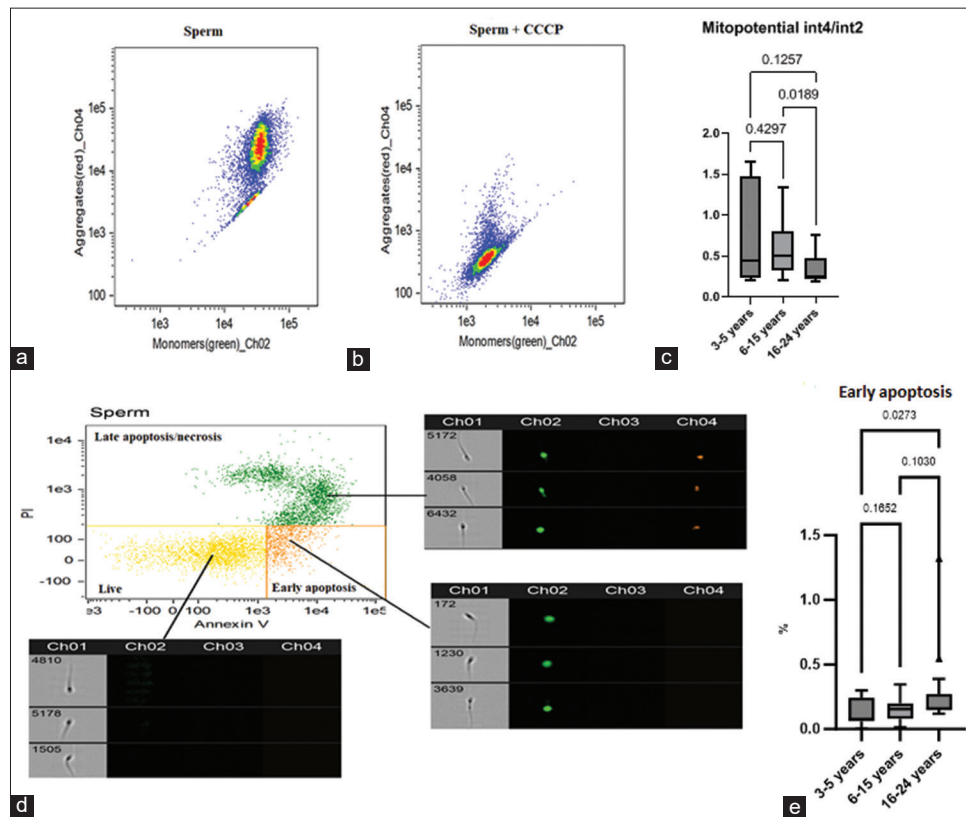 Sperm
Aggregates(red)_Ch04
1e5
1e4
1e3
100
1e3
1e4
1e5
Monomers(green)_Ch02
a
Sperm + CCCP
Aggregates(red)_Ch04
1e5
1e4
1e3
100
1e3
1e4
1e5
Monomers(green)_Ch02
b
Mitopotential int4/int2
0.1257
0.0189
0.4297
2.0
1.5
1.0
0.5
0.0
3-5 years
6-15 years
16-24 years
c
Sperm
Late apoptosis/necrosis
PI
1e4
1e3
100
0
-100
Live
Early apoptosis
e3
-100
0
100
1e3
1e4
1e5
Annexin V
Ch01 Ch02 Ch03 Ch04
5172
4058
6432
Ch01 Ch02 Ch03 Ch04
172
1230
3639
Ch01 Ch02 Ch03 Ch04
4810
5178
1505
d
Early apoptosis
0.0273
0.1030
0.1652
%
1.5
1.0
0.5
0.0
3-5 years
6-15 years
16-24 years
e